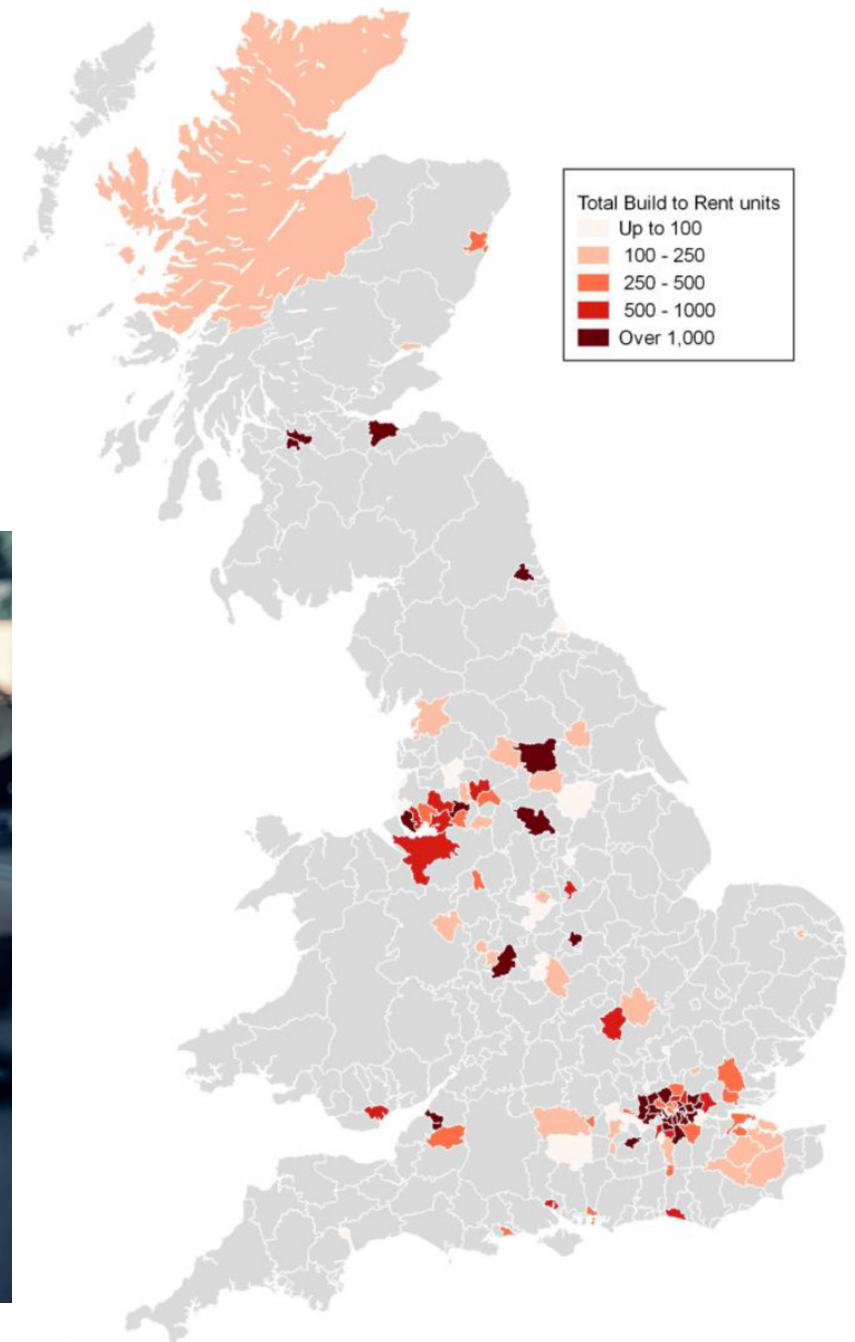 Total Build to Rent units
Up to 100
100 - 250
250 - 500
500 - 1000
Over 1,000